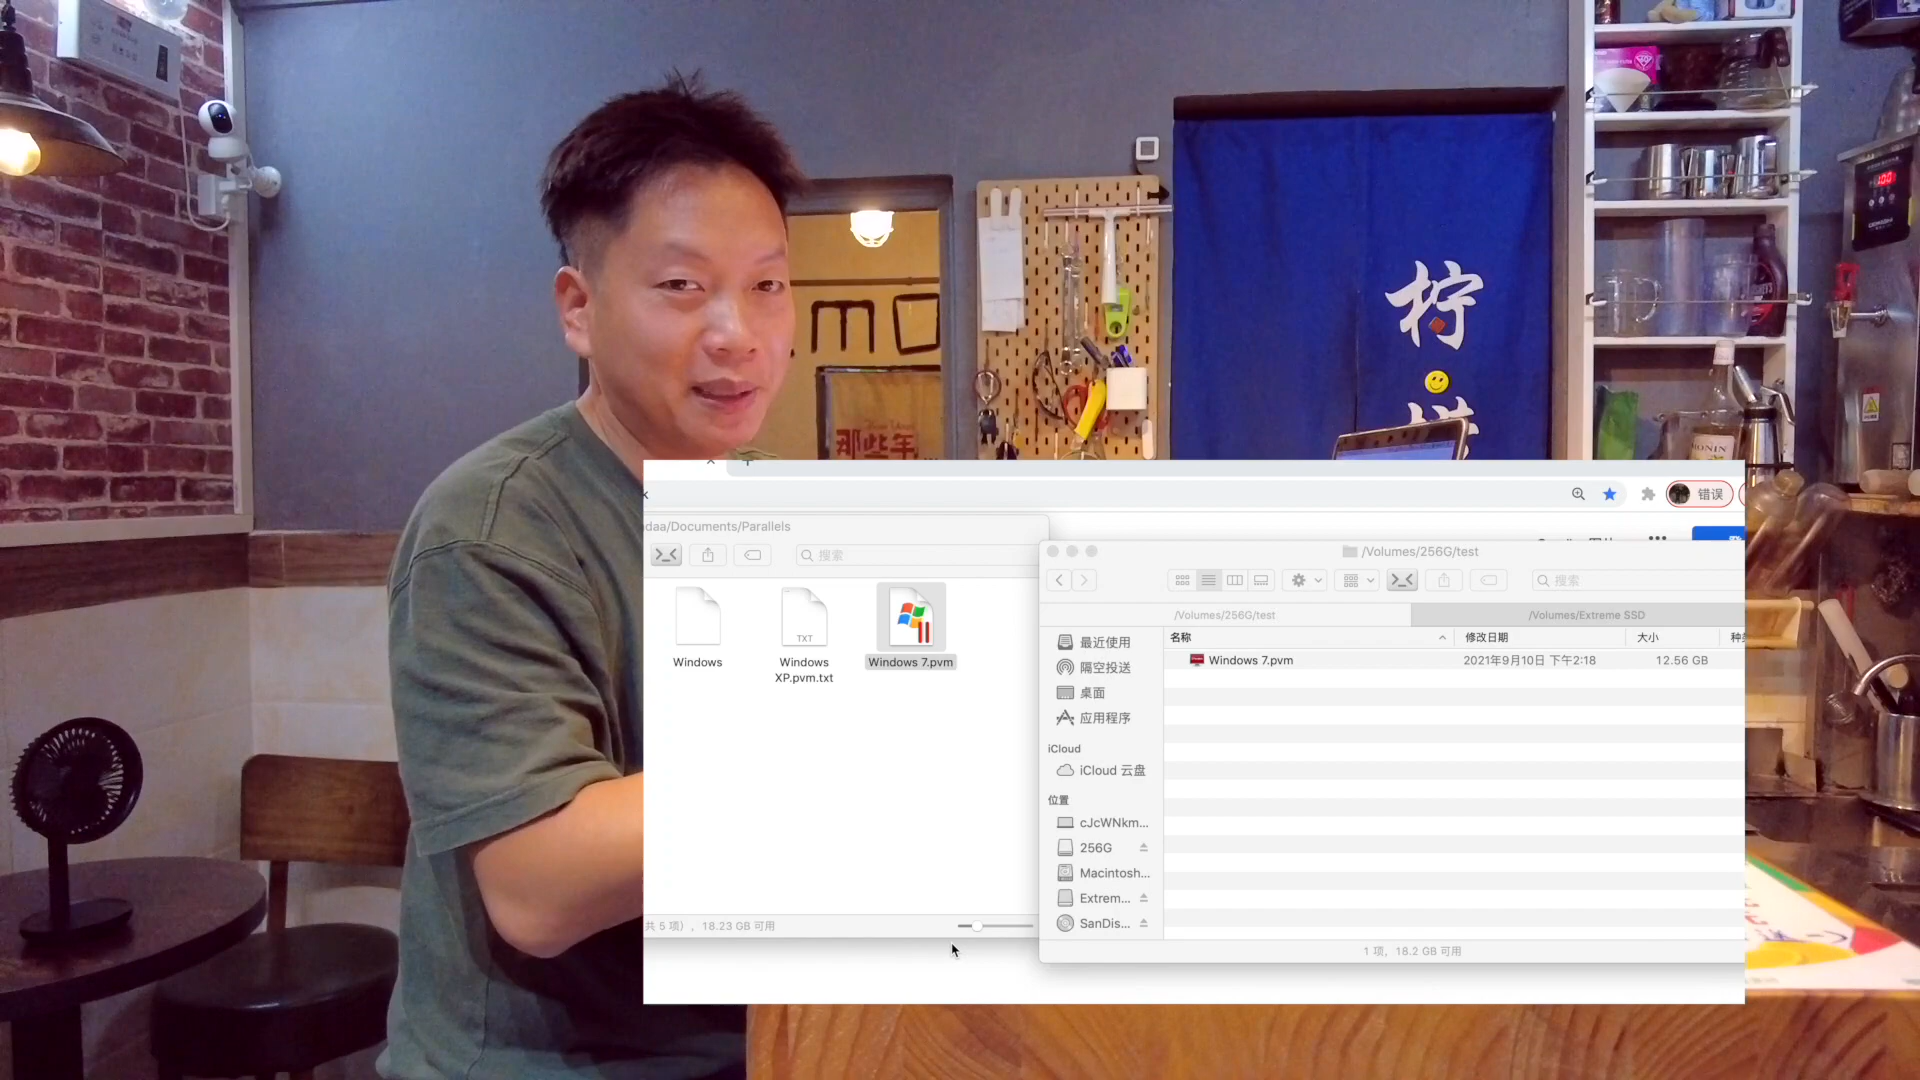 柠
那些年
MONIN
100
错误
daa/Documents/Parallels
搜索
TXT
Windows
Windows
XP.pvm.txt
Windows 7.pvm
共 5 项），18.23 GB 可用
/Volumes/256G/test
搜索
/Volumes/256G/test
/Volumes/Extreme SSD
名称
修改日期
大小
最近使用
隔空投送
桌面
应用程序
iCloud
iCloud 云盘
位置
cJcWNkm...
256G
Macintosh...
Extrem...
SanDis...
Windows 7.pvm
2021年9月10日 下午2:18
12.56 GB
1 项，18.2 GB 可用